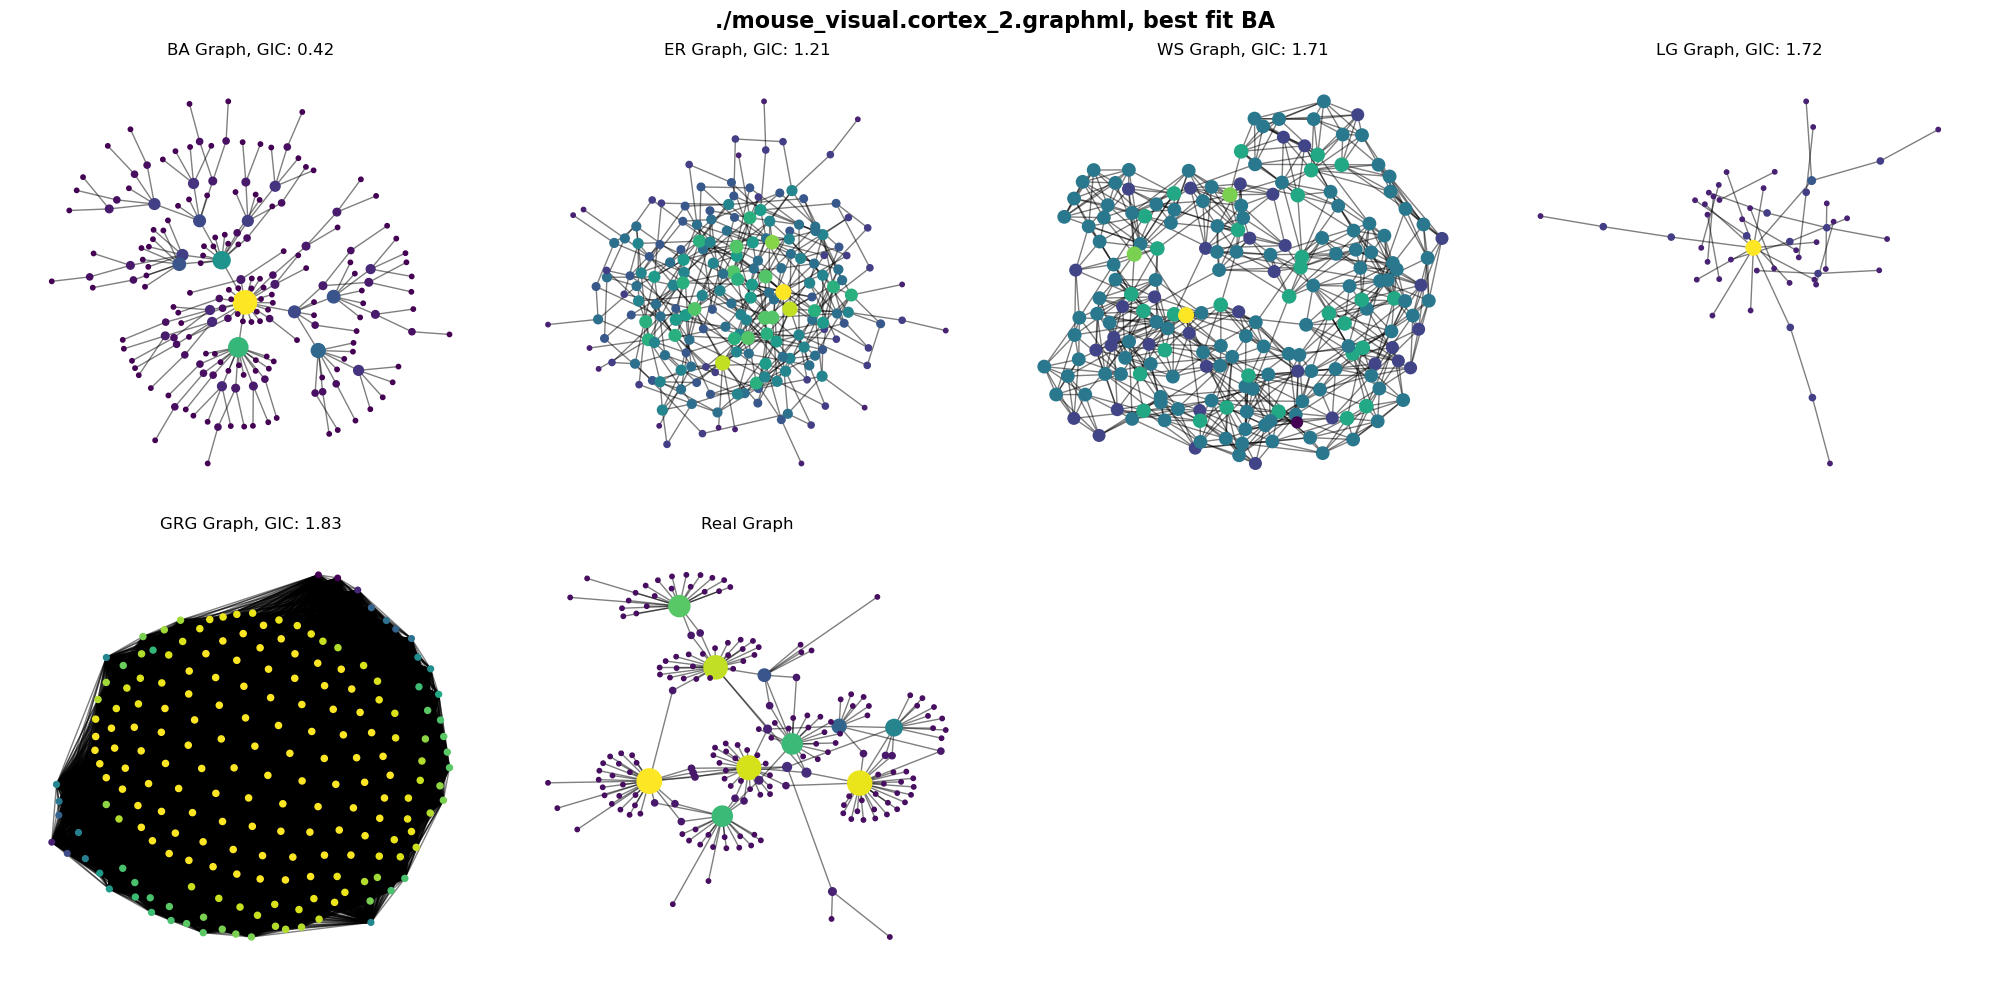 ./mouse_visual.cortex_2.graphml, best fit BA
BA Graph, GIC: 0.42
ER Graph, GIC: 1.21
WS Graph, GIC: 1.71
LG Graph, GIC: 1.72
GRG Graph, GIC: 1.83
Real Graph